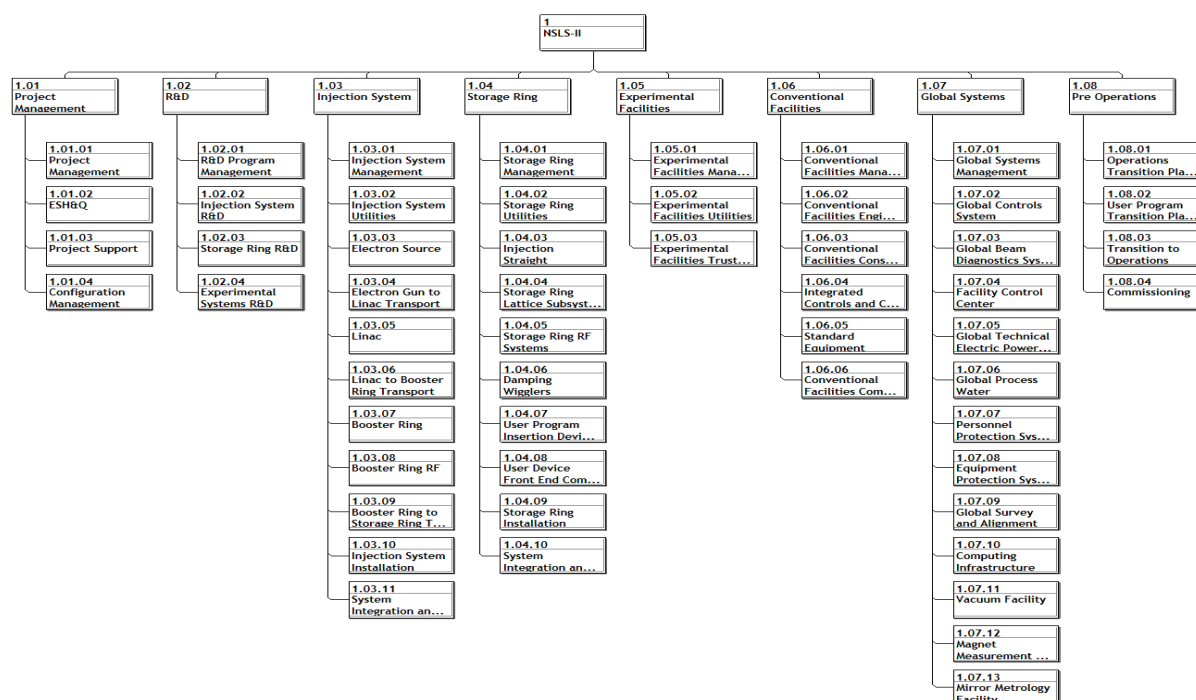 1
NSLS-II
1.01
Project
Management
1.02
R&D
1.03
Injection System
1.04
Storage Ring
1.05
Experimental
Facilities
1.06
Conventional
Facilities
1.07
Global Systems
1.08
Pre Operations
1.01.01
Project
Management
1.01.02
ESH&Q
1.01.03
Project Support
1.01.04
Configuration
Management
1.02.01
R&D Program
Management
1.02.02
Injection System
R&D
1.02.03
Storage Ring R&D
1.02.04
Experimental
Systems R&D
1.03.01
Injection System
Management
1.03.02
Injection System
Utilities
1.03.03
Electron Source
1.03.04
Electron Gun to
Linac Transport
1.03.05
Linac
1.03.06
Linac to Booster
Ring Transport
1.03.07
Booster Ring
1.03.08
Booster Ring RF
1.03.09
Booster Ring to
Storage Ring T...
1.03.10
Injection System
Installation
1.03.11
System
Integration an...
1.04.01
Storage Ring
Management
1.04.02
Storage Ring
Utilities
1.04.03
Injection
Straight
1.04.04
Storage Ring
Lattice Subsyst...
1.04.05
Storage Ring RF
Systems
1.04.06
Damping
Wigglers
1.04.07
User Program
Insertion Devi...
1.04.08
User Device
Front End Com...
1.04.09
Storage Ring
Installation
1.04.10
System
Integration an...
1.05.01
Experimental
Facilities Mana...
1.05.02
Experimental
Facilities Utilities
1.05.03
Experimental
Facilities Trust...
1.06.01
Conventional
Facilities Mana...
1.06.02
Conventional
Facilities Engi...
1.06.03
Conventional
Facilities Cons...
1.06.04
Integrated
Controls and C...
1.06.05
Standard
Equipment
1.06.06
Conventional
Facilities Com...
1.07.01
Global Systems
Management
1.07.02
Global Controls
System
1.07.03
Global Beam
Diagnostics Sys...
1.07.04
Facility Control
Center
1.07.05
Global Technical
Electric Power...
1.07.06
Global Process
Water
1.07.07
Personnel
Protection Sys...
1.07.08
Equipment
Protection Sys...
1.07.09
Global Survey
and Alignment
1.07.10
Computing
Infrastructure
1.07.11
Vacuum Facility
1.07.12
Magnet
Measurement ...
1.07.13
Mirror Metrology
Facility
1.08.01
Operations
Transition Pla...
1.08.02
User Program
Transition Pla...
1.08.03
Transition to
Operations
1.08.04
Commissioning